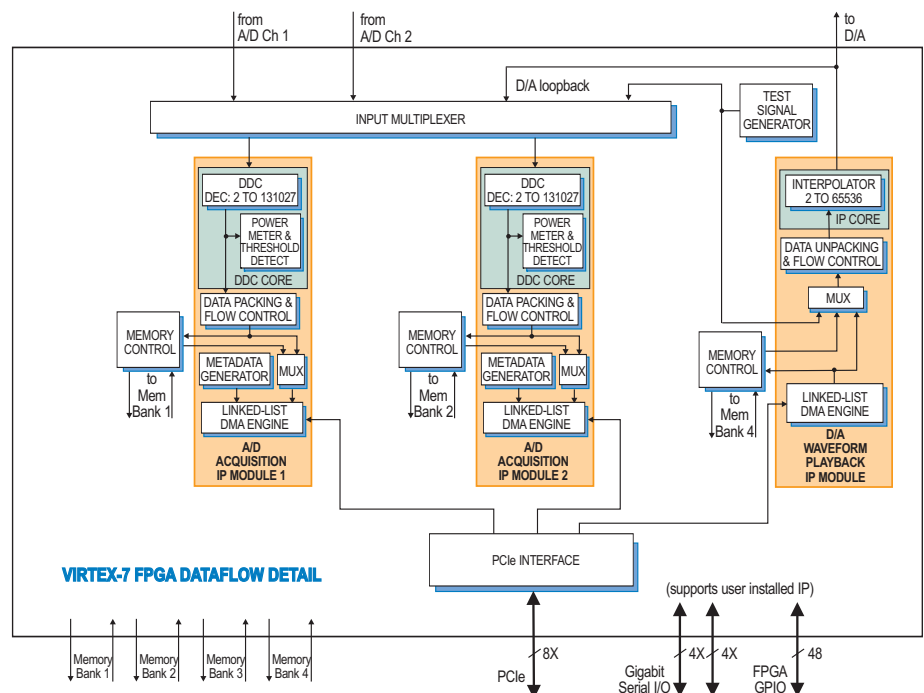 from
A/D Ch 1
from
A/D Ch 2
to
D/A
D/A loopback
TEST
SIGNAL
GENERATOR
INPUT MULTIPLEXER
DDC
DEC: 2 TO 131027
POWER
METER &
THRESHOLD
DETECT
DDC CORE
DATA PACKING &
FLOW CONTROL
MEMORY
CONTROL
METADATA
GENERATOR
MUX
to
Mem
Bank 1
LINKED-LIST
DMA ENGINE
A/D
ACQUISITION
IP MODULE 1
DDC
DEC: 2 TO 131027
POWER
METER &
THRESHOLD
DETECT
DDC CORE
DATA PACKING &
FLOW CONTROL
MEMORY
CONTROL
METADATA
GENERATOR
MUX
to
Mem
Bank 2
LINKED-LIST
DMA ENGINE
A/D
ACQUISITION
IP MODULE 2
INTERPOLATOR
2 TO 65536
IP CORE
DATA UNPACKING
& FLOW CONTROL
MUX
MEMORY
CONTROL
to
Mem
Bank 4
LINKED-LIST
DMA ENGINE
D/A
WAVEFORM
PLAYBACK
IP MODULE
PCIe INTERFACE
VIRTEX-7 FPGA DATAFLOW DETAIL
(supports user installed IP)
Memory
Bank 1
Memory
Bank 2
Memory
Bank 3
Memory
Bank 4
8X
PCIe
4X
4X
Gigabit
Serial I/O
48
FPGA
GPIO